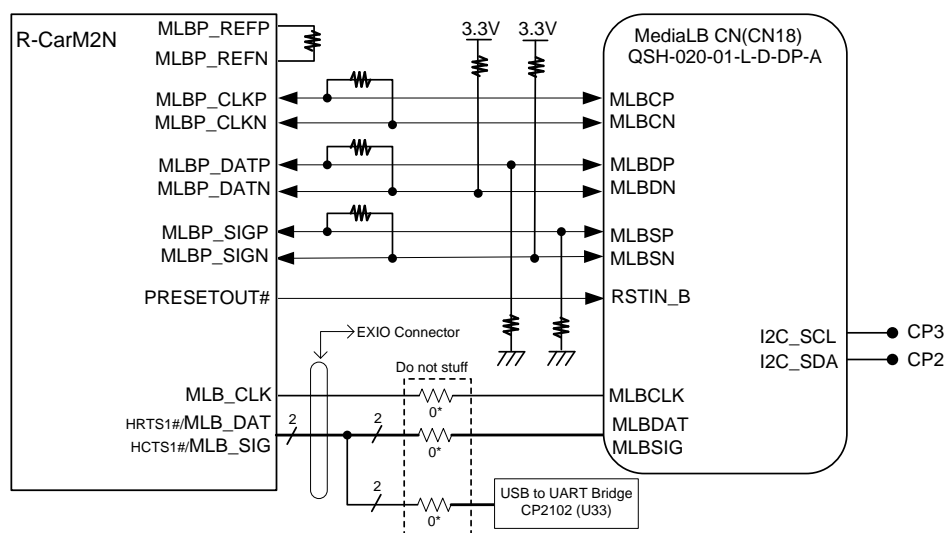 R-CarM2N
MLBP_REFP
MLBP_REFN
3.3V
3.3V
MediaLB CN(CN18)
QSH-020-01-L-D-DP-A
MLBP_CLKP
MLBP_CLKN
MLBCP
MLBCN
MLBP_DATP
MLBP_DATN
MLBDP
MLBDN
MLBP_SIGP
MLBP_SIGN
MLBSP
MLBSN
PRESETOUT#
RSTIN_B
EXIO Connector
I2C_SCL
CP3
I2C_SDA
CP2
Do not stuff
MLB_CLK
0*
MLBCLK
HRTS1#/MLB_DAT
HCTS1#/MLB_SIG
2
2
0*
MLBDAT
MLBSIG
2
0*
USB to UART Bridge
CP2102 (U33)